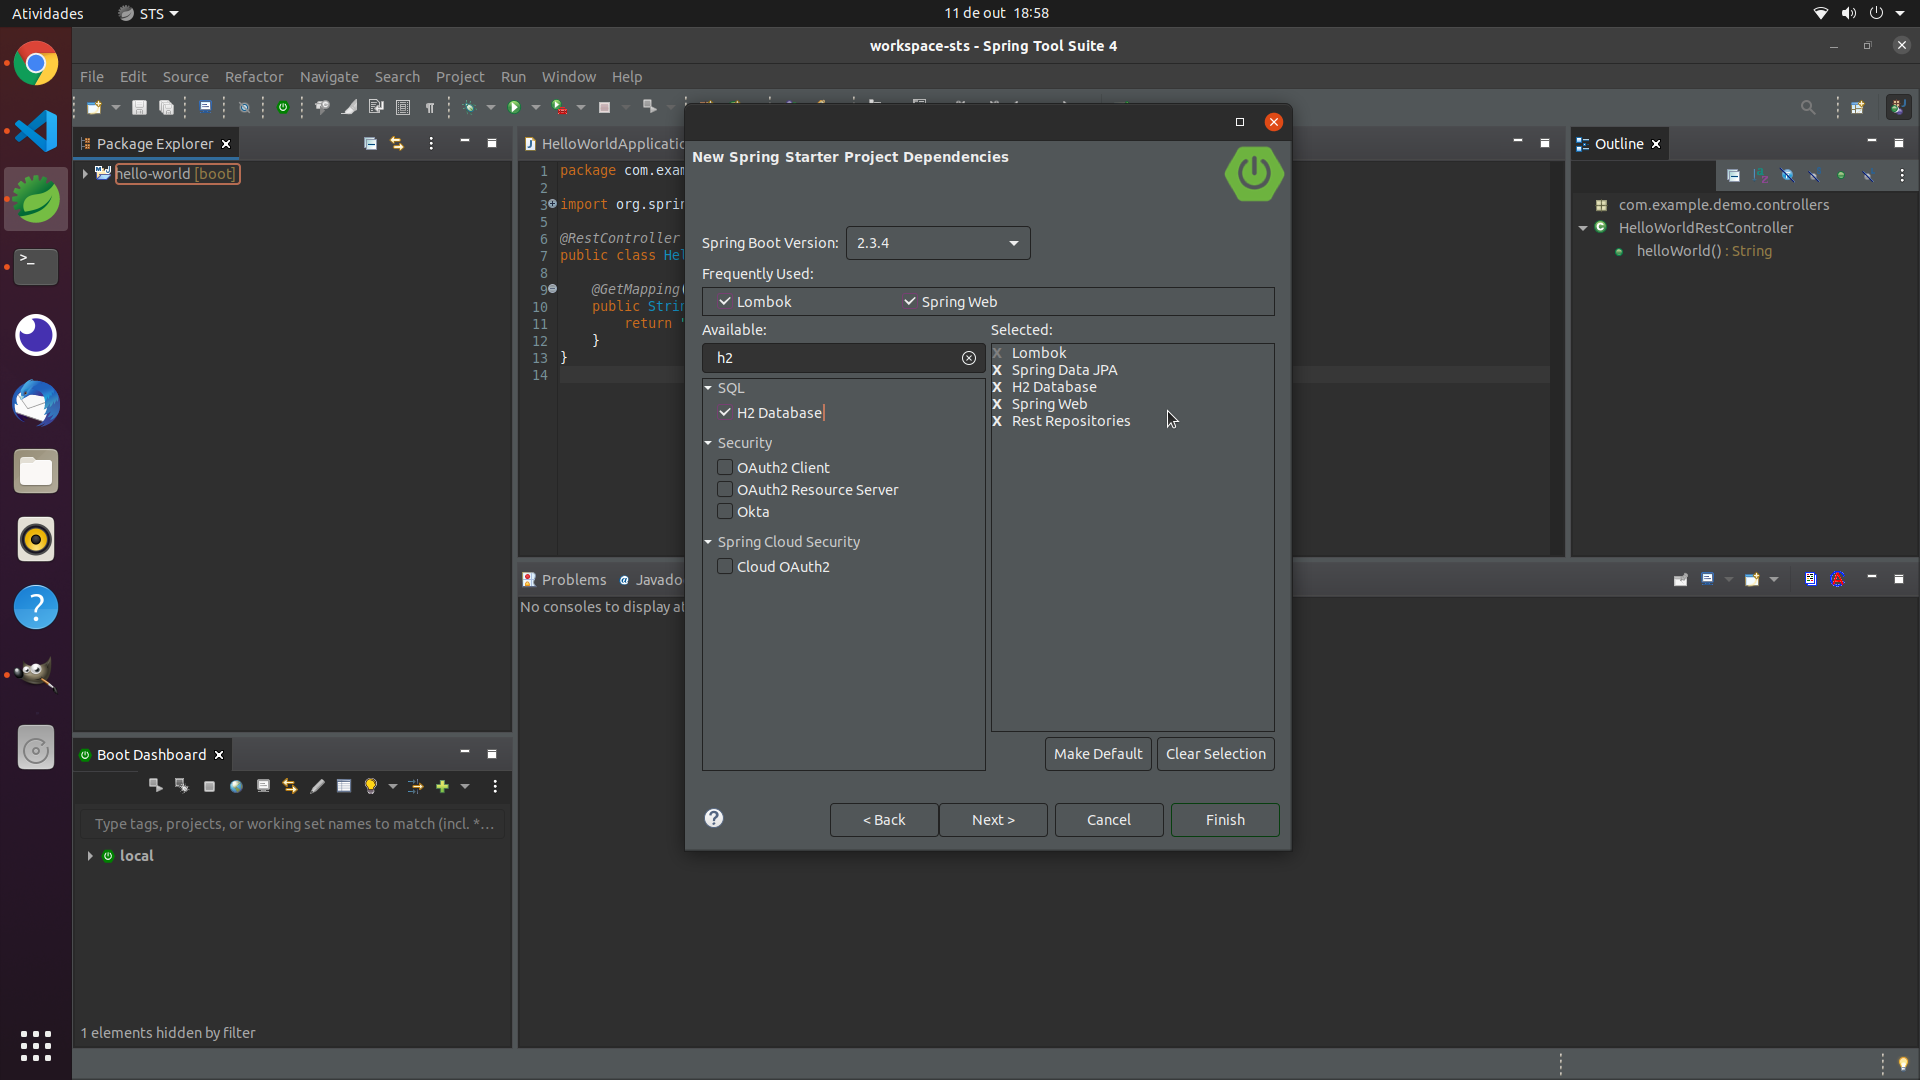 Atividades
STS
11 de out 18:58
workspace-sts - Spring Tool Suite 4
File Edit Source Refactor Navigate Search Project Run Window Help
Package Explorer
hello-world [boot]
HelloWorldApplicatio
1 package com.exam
2
3 import org.sprin
5
6 @RestController
7 public class Hel
8
9 @GetMapping(
10 public Strin
11 return "
12 }
13 }
14
New Spring Starter Project Dependencies
Spring Boot Version: 2.3.4
Frequently Used:
Lombok Spring Web
Available:
h2
SQL
H2 Database
Security
OAuth2 Client
OAuth2 Resource Server
Okta
Spring Cloud Security
Cloud OAuth2
Selected:
X Lombok
X Spring Data JPA
X H2 Database
X Spring Web
X Rest Repositories
Make Default Clear Selection
< Back Next > Cancel Finish
Outline
com.example.demo.controllers
HelloWorldRestController
helloWorld() : String
Problems Javado
No consoles to display at
Boot Dashboard
Type tags, projects, or working set names to match (incl. *...
local
1 elements hidden by filter